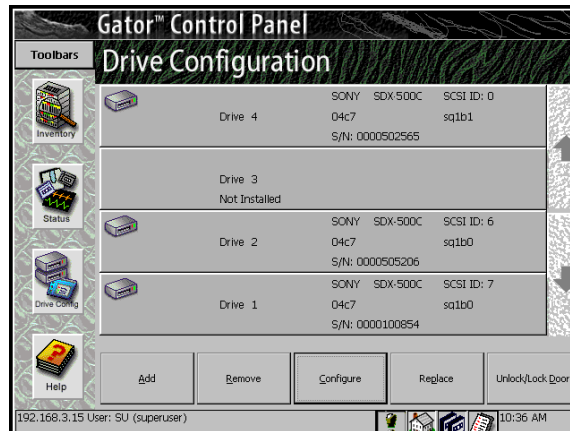 Gator™ Control Panel
Toolbars
Drive Configuration
Inventory
Status
Drive Config
Help
Drive 4
SONY SDX-500C SCSI ID: 0
04c7 sq1b1
S/N: 0000502565
Drive 3
Not Installed
Drive 2
SONY SDX-500C SCSI ID: 6
04c7 sq1b0
S/N: 0000505206
Drive 1
SONY SDX-500C SCSI ID: 7
04c7 sq1b0
S/N: 0000100854
Add Remove Configure Replace Unlock/Lock Door
192.168.3.15 User: SU (superuser) 10:36 AM